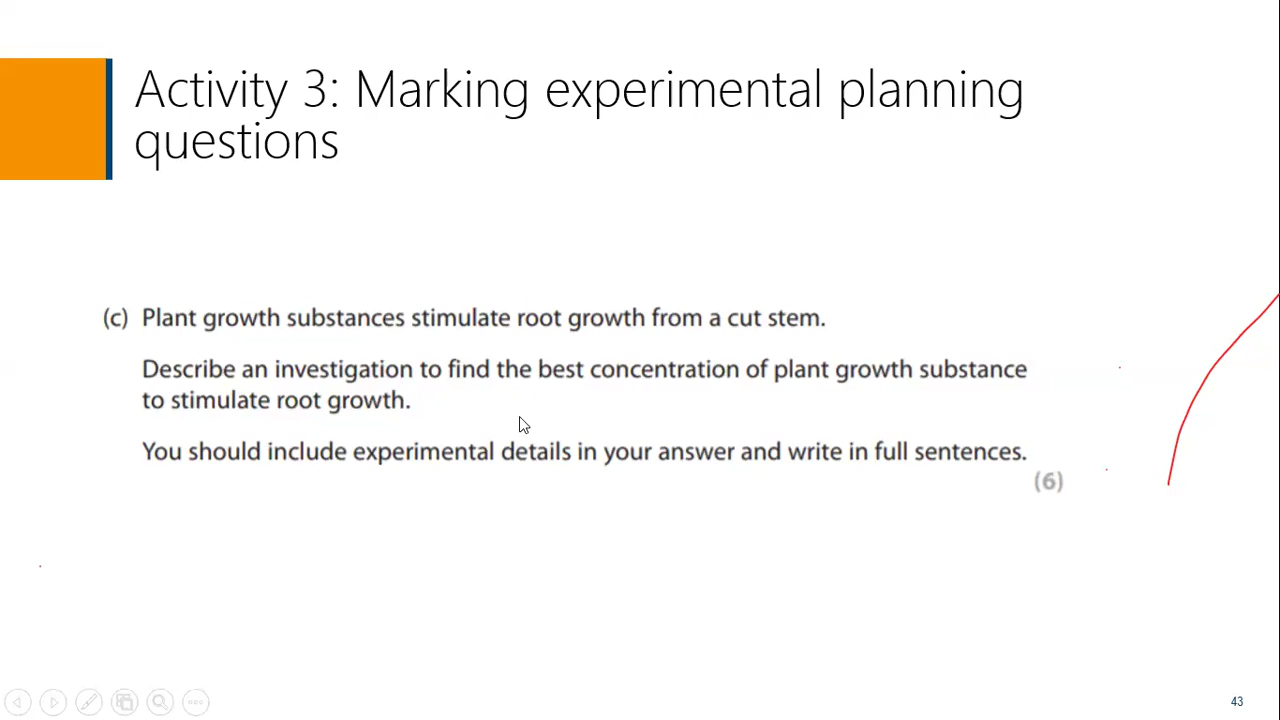 Activity 3: Marking experimental planning
questions
(c) Plant growth substances stimulate root growth from a cut stem.
Describe an investigation to find the best concentration of plant growth substance
to stimulate root growth.
You should include experimental details in your answer and write in full sentences.
(6)
43